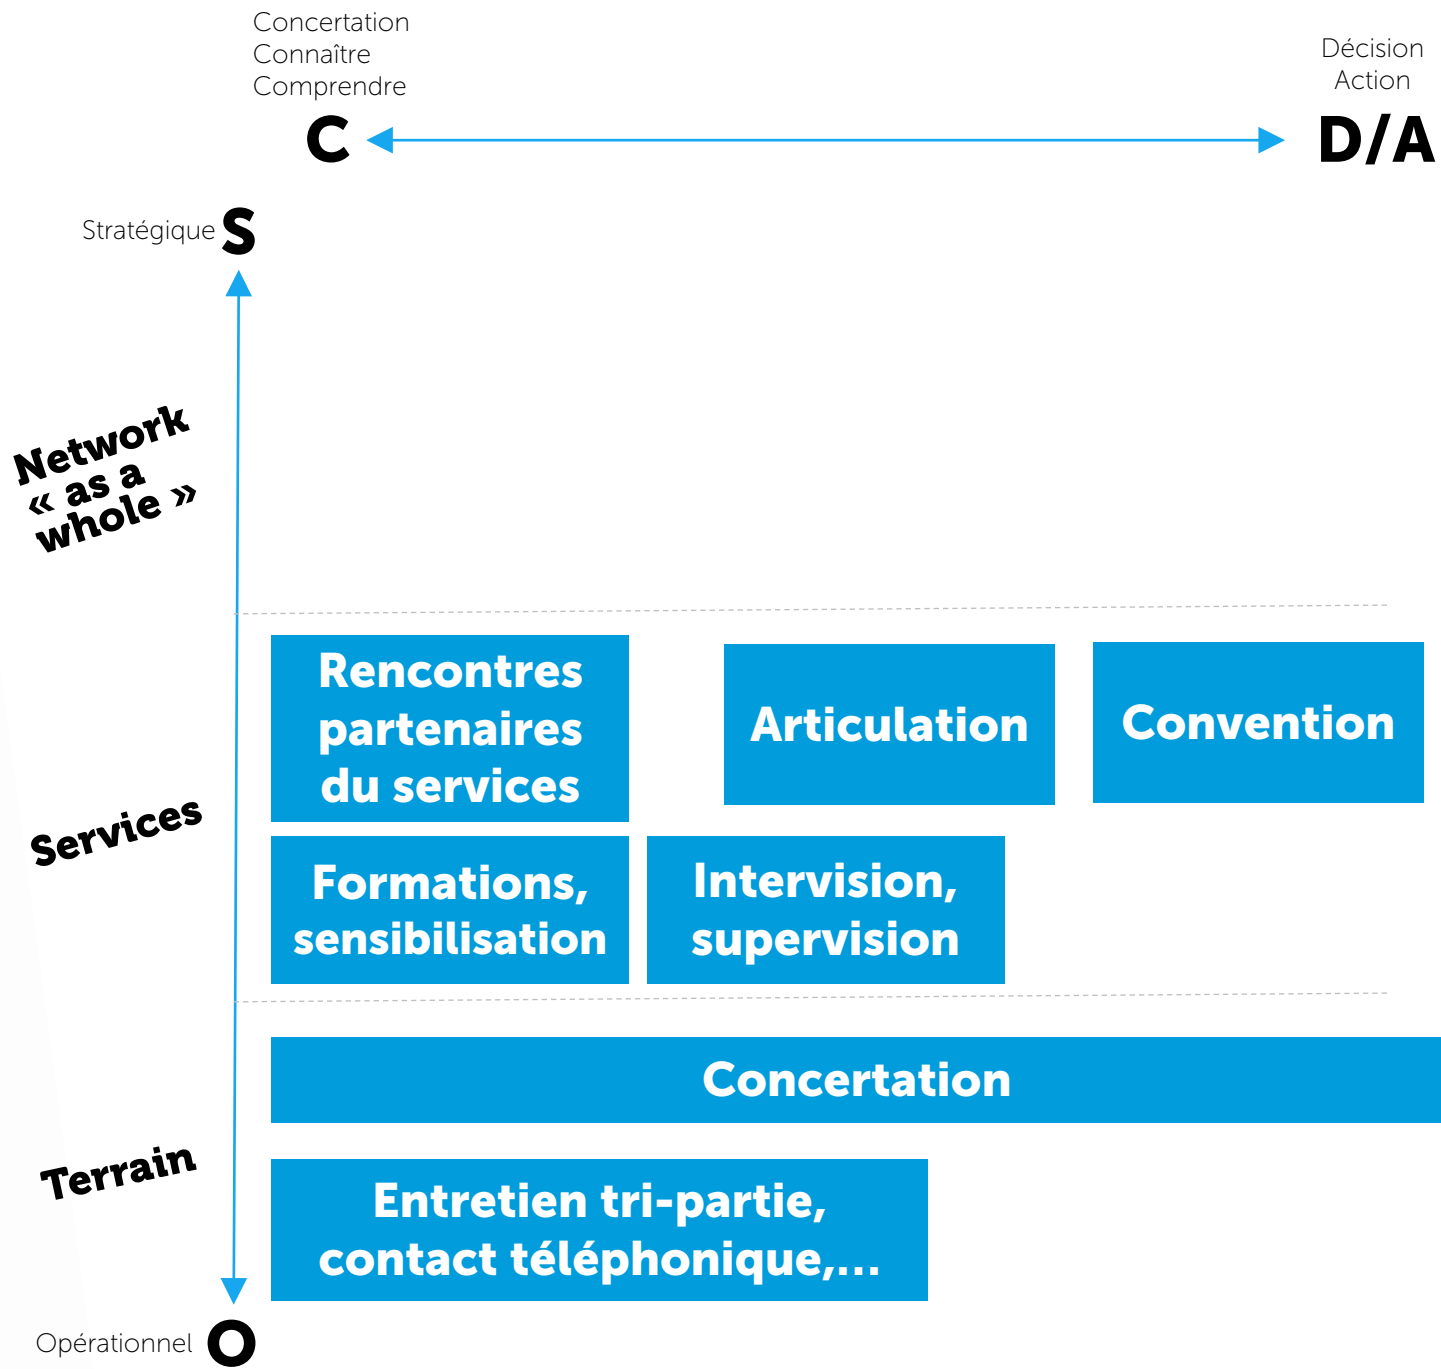 Concertation
Connaître
Comprendre
Décision
Action
C
D/A
Stratégique S
Network
« as a
whole »
Rencontres
partenaires
du services
Articulation
Convention
Services
Formations,
sensibilisation
Intervision,
supervision
Concertation
Terrain
Entretien tri-partie,
contact téléphonique,...
Opérationnel O